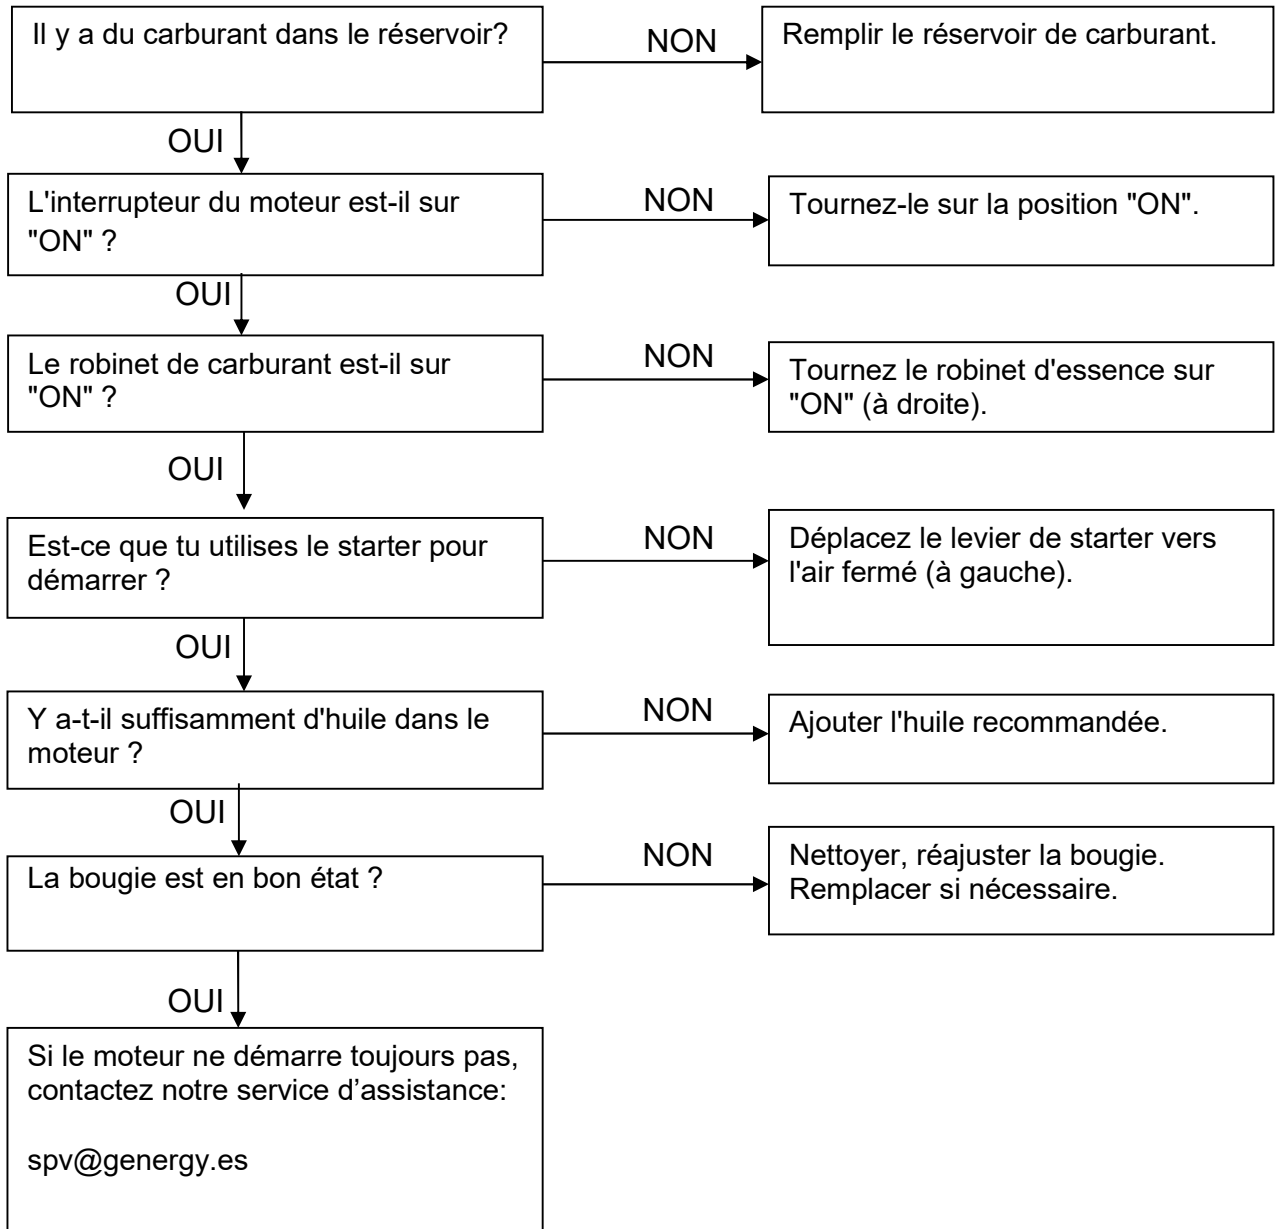 Il y a du carburant dans le réservoir?
NON
Remplir le réservoir de carburant.
OUI
L'interrupteur du moteur est-il sur
"ON" ?
NON
Tournez-le sur la position "ON".
OUI
Le robinet de carburant est-il sur
"ON" ?
NON
Tournez le robinet d'essence sur
"ON" (à droite).
OUI
Est-ce que tu utilises le starter pour
démarrer ?
NON
Déplacez le levier de starter vers
l'air fermé (à gauche).
OUI
Y a-t-il suffisamment d'huile dans le
moteur ?
NON
Ajouter l'huile recommandée.
OUI
La bougie est en bon état ?
NON
Nettoyer, réajuster la bougie.
Remplacer si nécessaire.
OUI
Si le moteur ne démarre toujours pas,
contactez notre service d’assistance:
spv@genergy.es